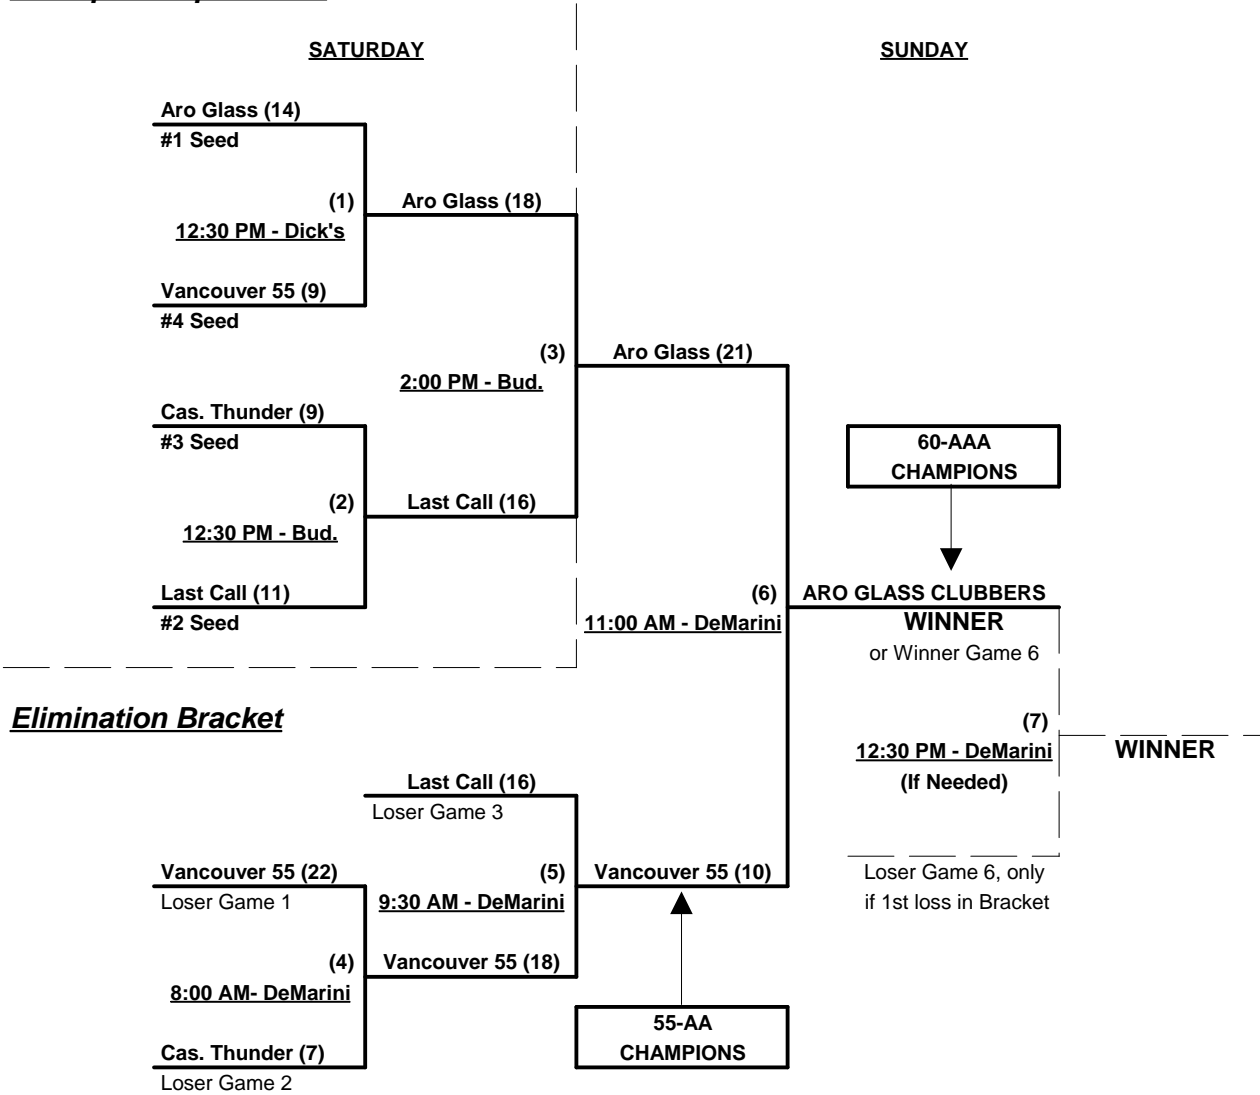 SATURDAY
SUNDAY
Aro Glass (14)
#1 Seed
(1)
12:30 PM - Dick's
Aro Glass (18)
Vancouver 55 (9)
#4 Seed
(3)
2:00 PM - Bud.
Aro Glass (21)
Cas. Thunder (9)
#3 Seed
60-AAA
CHAMPIONS
(2)
12:30 PM - Bud.
Last Call (16)
Last Call (11)
#2 Seed
(6)
11:00 AM - DeMarini
ARO GLASS CLUBBERS
WINNER
or Winner Game 6
Elimination Bracket
(7)
12:30 PM - DeMarini
(If Needed)
WINNER
Last Call (16)
Loser Game 3
Vancouver 55 (22)
Loser Game 1
(5)
9:30 AM - DeMarini
Vancouver 55 (10)
Loser Game 6, only
if 1st loss in Bracket
(4)
8:00 AM- DeMarini
Vancouver 55 (18)
55-AA
CHAMPIONS
Cas. Thunder (7)
Loser Game 2